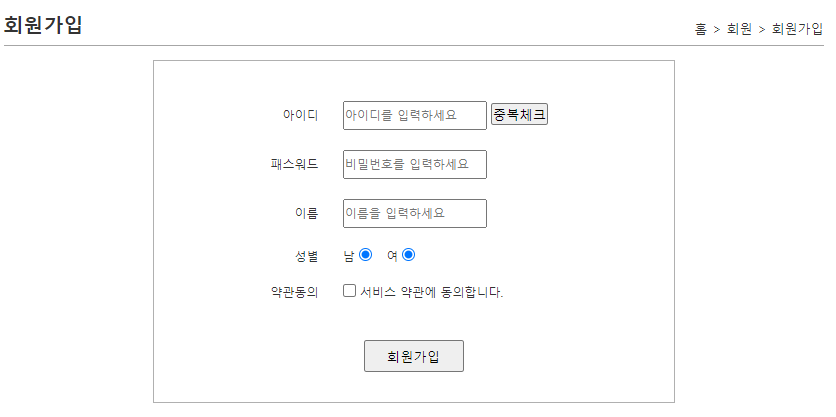 회원가입
홈 > 회원 > 회원가입
아이디 아이디를 입력하세요 중복체크
패스워드 비밀번호를 입력하세요
이름 이름을 입력하세요
성별 남 여
약관동의 서비스 약관에 동의합니다.
회원가입